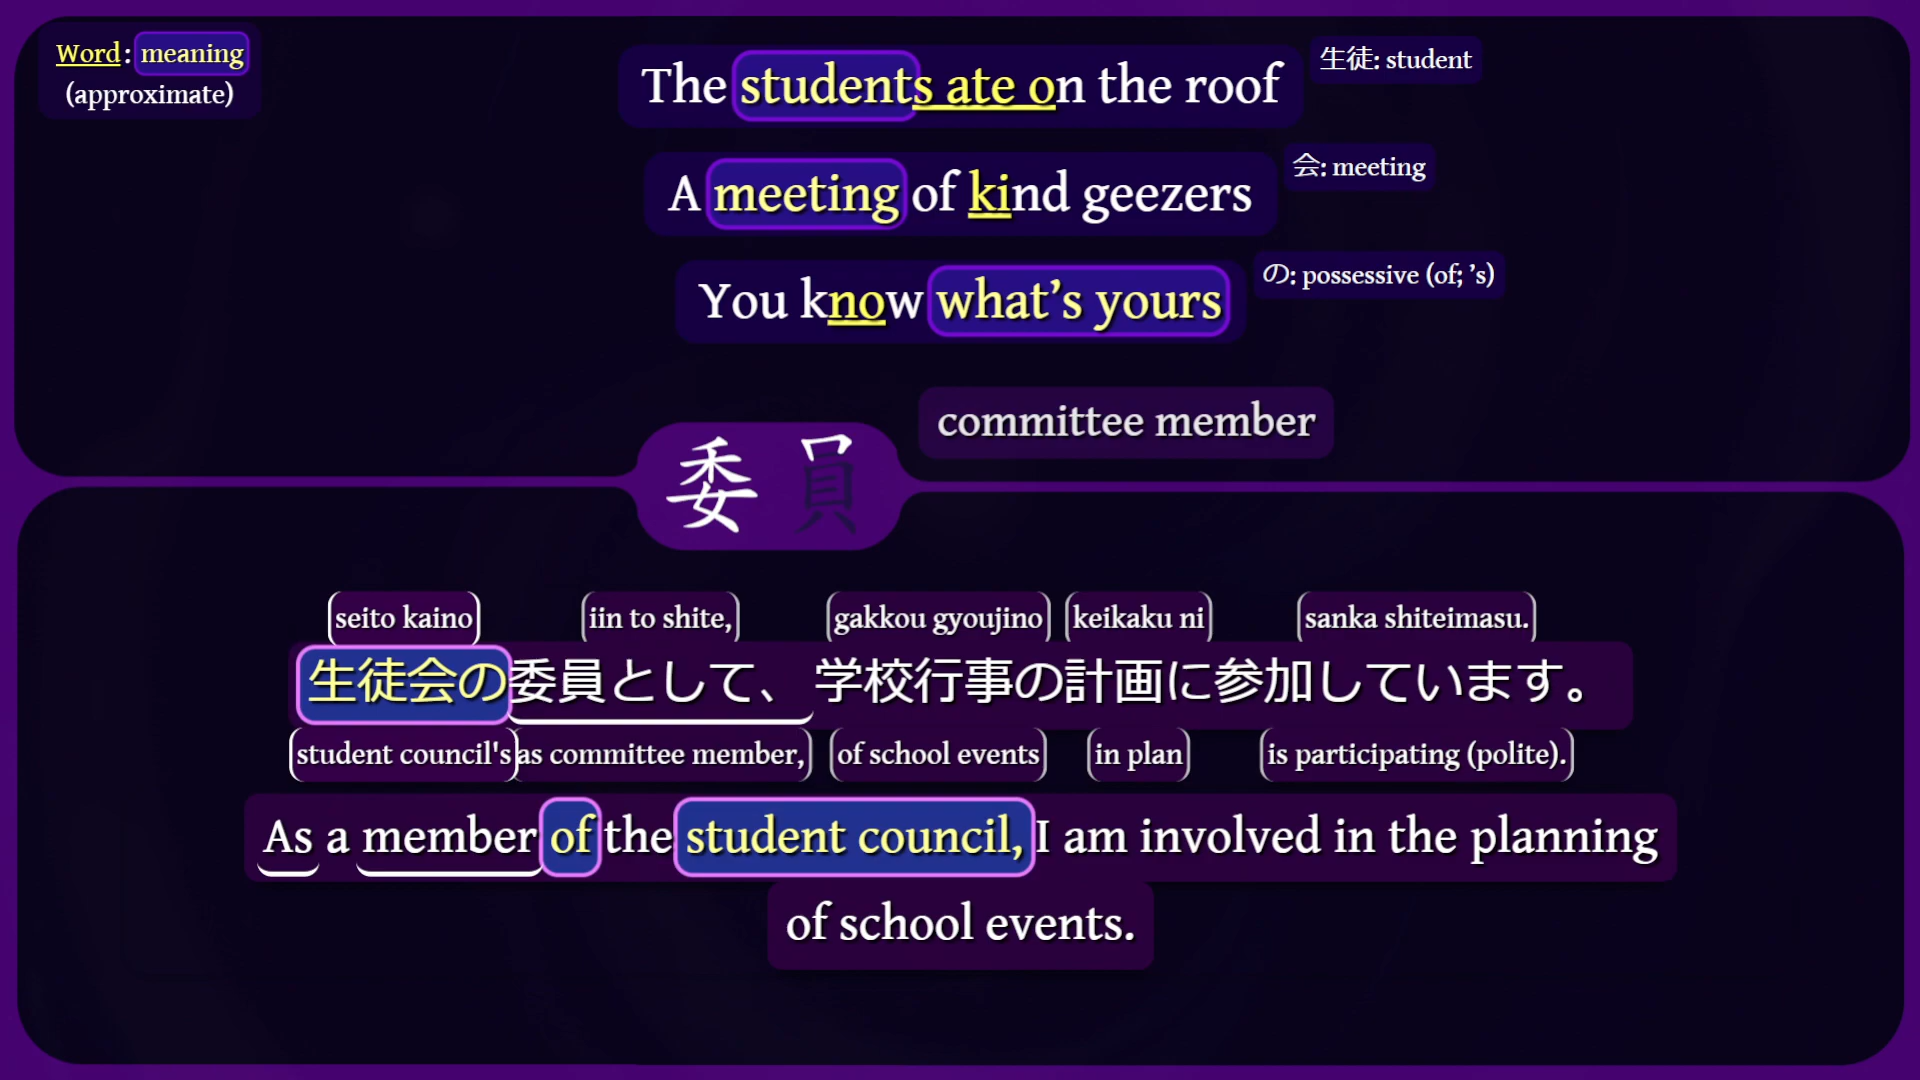 Word: meaning
(approximate)
The students ate on the roof
生徒: student
A meeting of kind geezers
会: meeting
You know what’s yours
の: possessive (of; ’s)
committee member
委員
seito kaino iin to shite, gakkou gyoujino keikaku ni sanka shiteimasu.
生徒会の委員として、学校行事の計画に参加しています。
student council's as committee member, of school events in plan is participating (polite).
As a member of the student council, I am involved in the planning
of school events.